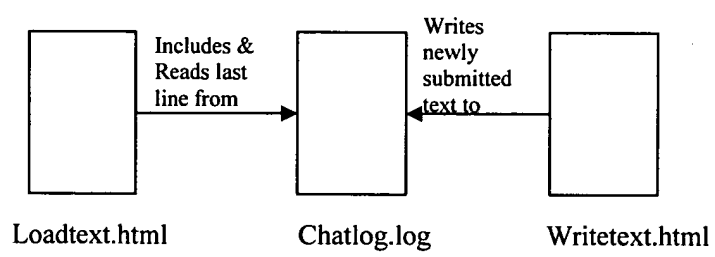 Includes &
Reads last
line from
Writes
newly
submitted
text to
Loadtext.html
Chatlog.log
Writetext.html